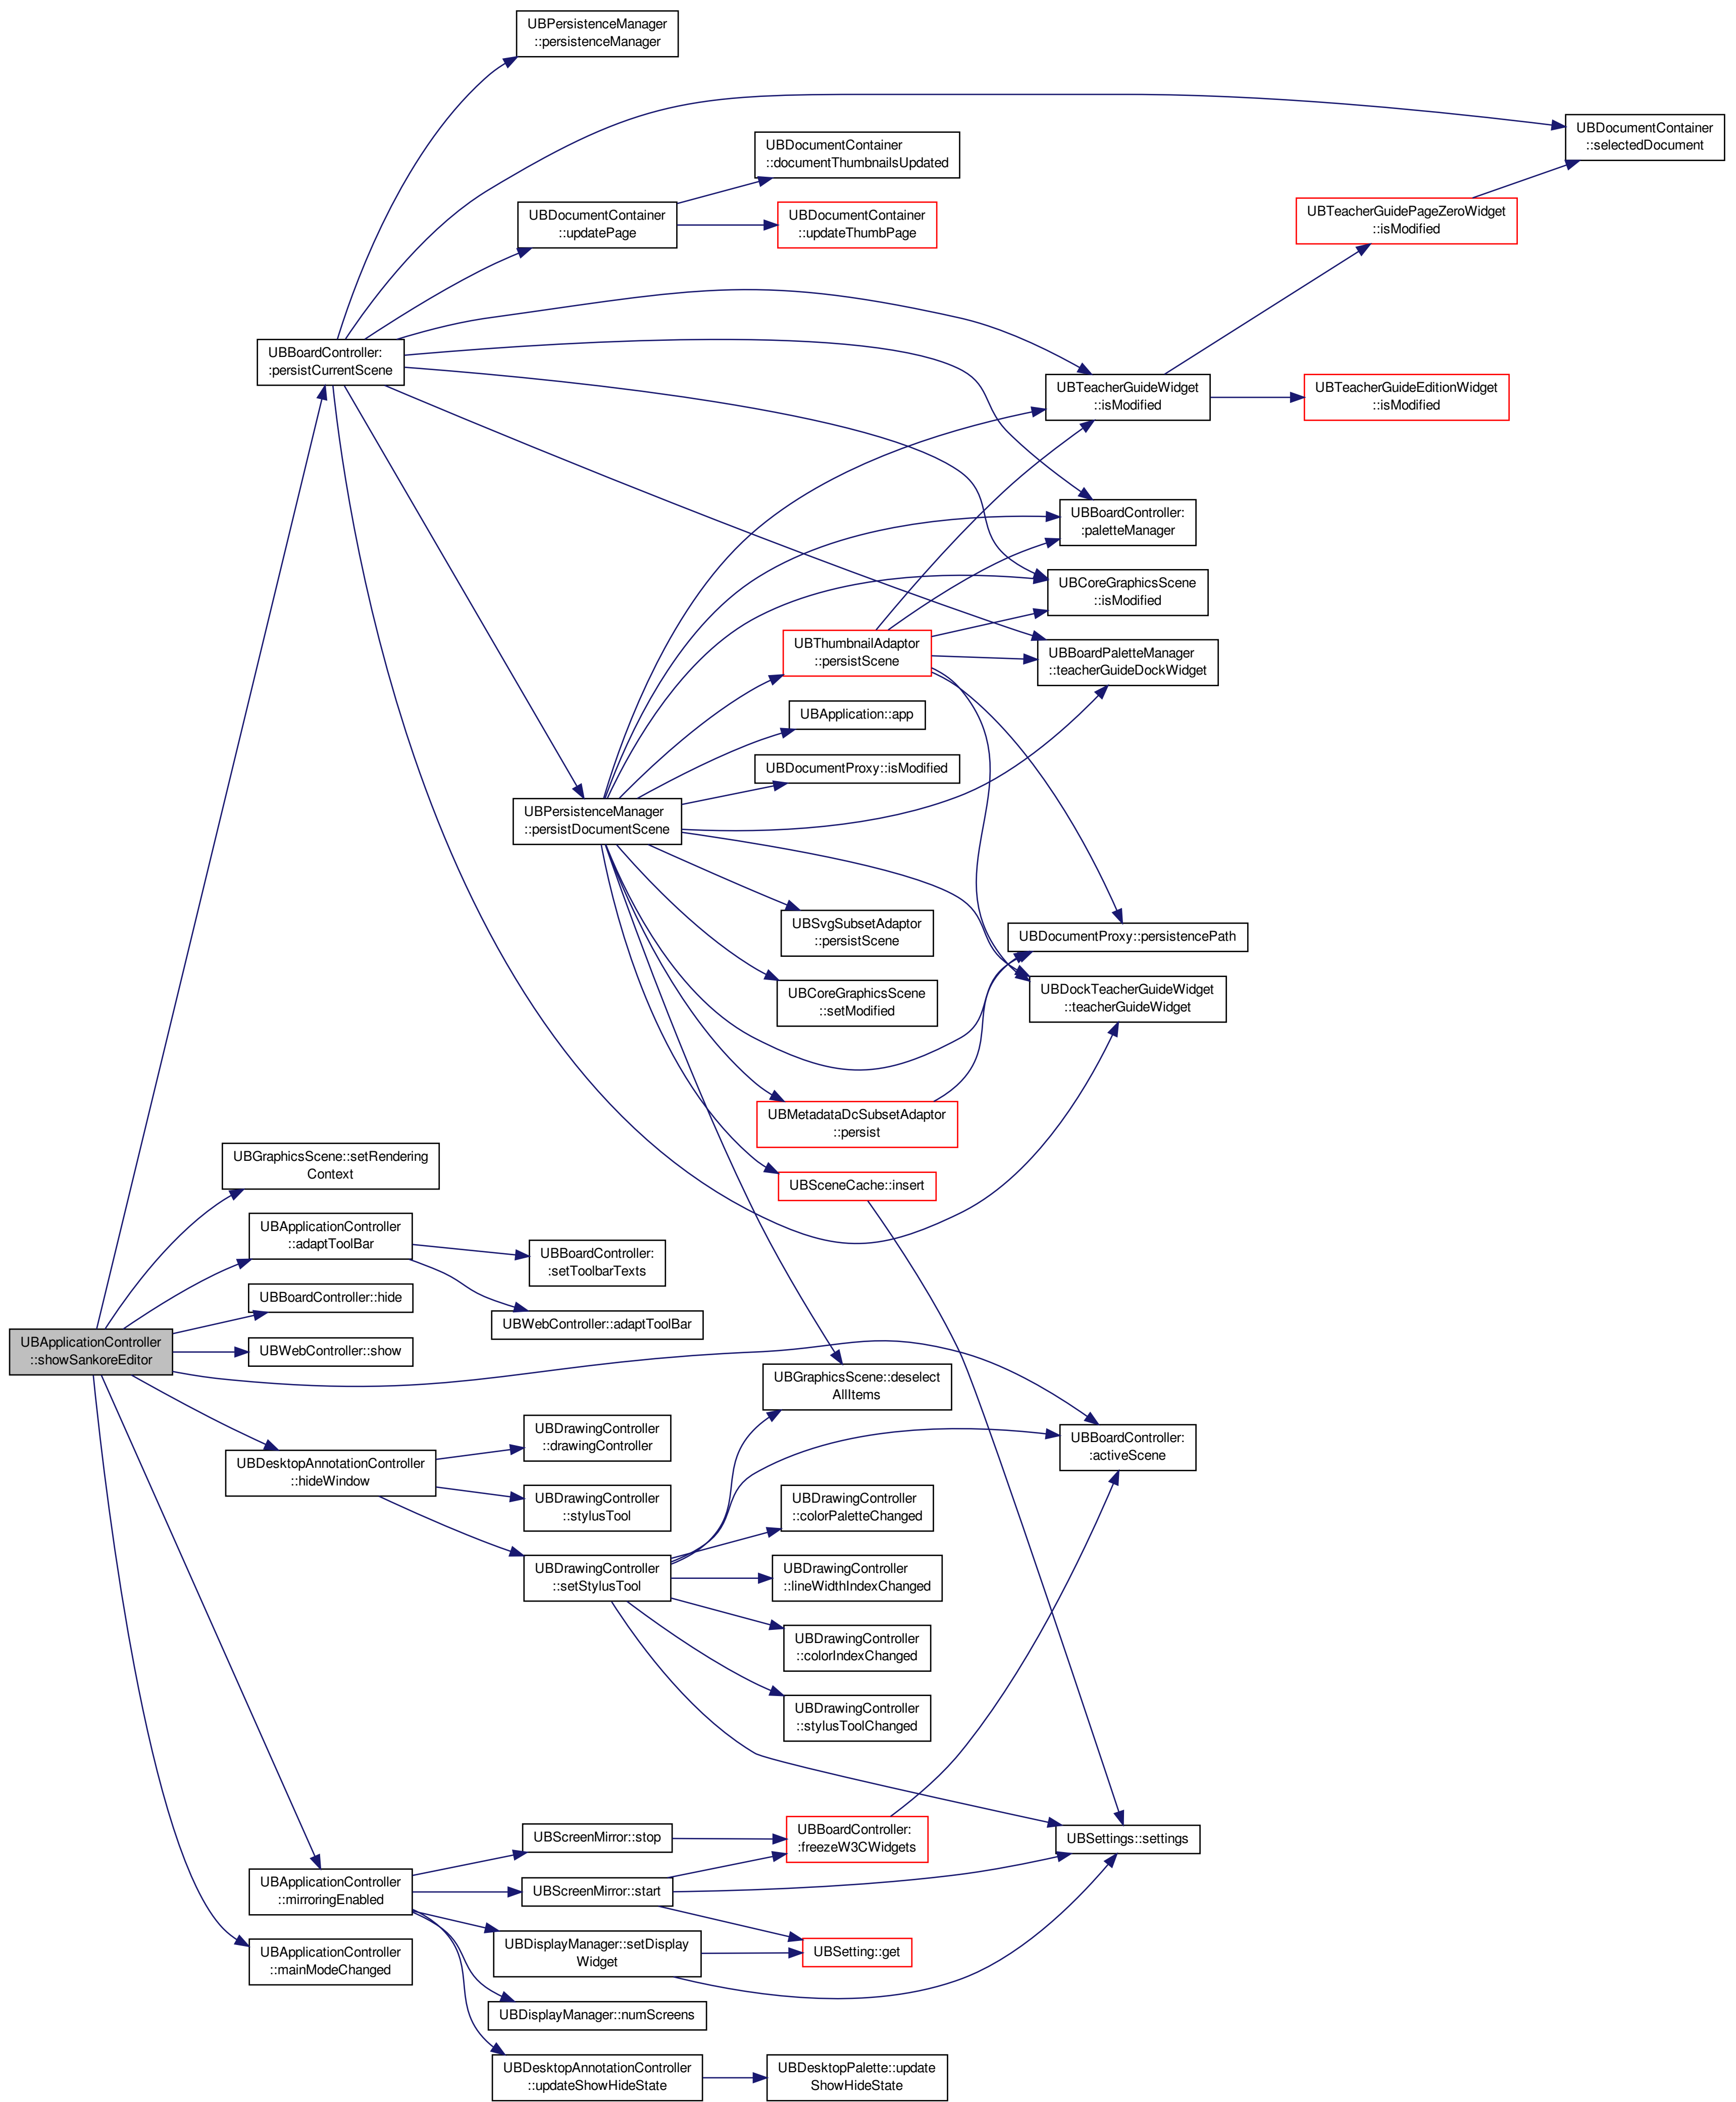 UBPersistenceManager
::persistenceManager
UBDocumentContainer
::selectedDocument
UBDocumentContainer
::documentThumbnailsUpdated
UBDocumentContainer
::updatePage
UBDocumentContainer
::updateThumbPage
UBTeacherGuidePageZeroWidget
::isModified
UBBoardController:
:persistCurrentScene
UBTeacherGuideWidget
::isModified
UBTeacherGuideEditionWidget
::isModified
UBBoardController:
:paletteManager
UBCoreGraphicsScene
::isModified
UBThumbnailAdaptor
::persistScene
UBBoardPaletteManager
::teacherGuideDockWidget
UBApplication::app
UBDocumentProxy::isModified
UBPersistenceManager
::persistDocumentScene
UBSvgSubsetAdaptor
::persistScene
UBDocumentProxy::persistencePath
UBCoreGraphicsScene
::setModified
UBDockTeacherGuideWidget
::teacherGuideWidget
UBMetadataDcSubsetAdaptor
::persist
UBGraphicsScene::setRendering
Context
UBSceneCache::insert
UBApplicationController
::adaptToolBar
UBBoardController:
:setToolbarTexts
UBBoardController::hide
UBWebController::adaptToolBar
UBApplicationController
::showSankoreEditor
UBWebController::show
UBGraphicsScene::deselect
AllItems
UBDrawingController
::drawingController
UBBoardController:
:activeScene
UBDesktopAnnotationController
::hideWindow
UBDrawingController
::stylusTool
UBDrawingController
::colorPaletteChanged
UBDrawingController
::setStylusTool
UBDrawingController
::lineWidthIndexChanged
UBDrawingController
::colorIndexChanged
UBDrawingController
::stylusToolChanged
UBScreenMirror::stop
UBBoardController:
:freezeW3CWidgets
UBSettings::settings
UBApplicationController
::mirroringEnabled
UBScreenMirror::start
UBDisplayManager::setDisplay
Widget
UBSetting::get
UBApplicationController
::mainModeChanged
UBDisplayManager::numScreens
UBDesktopAnnotationController
::updateShowHideState
UBDesktopPalette::update
ShowHideState